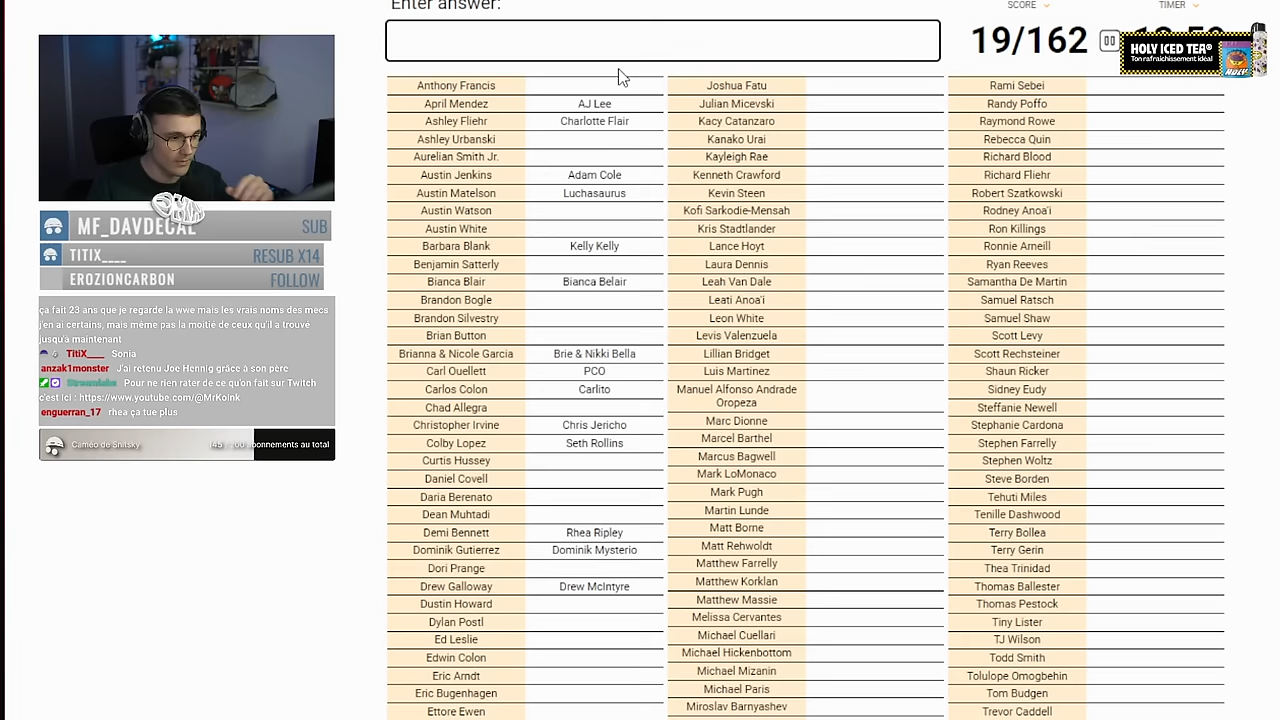 Enter answer:
SCORE
TIMER
19/162
HOLY ICED TEA®
Ton rafraîchissement idéal
Anthony Francis
April Mendez AJ Lee
Ashley Fliehr Charlotte Flair
Ashley Urbanski
Aurelian Smith Jr.
Austin Jenkins Adam Cole
Austin Matelson Luchasaurus
Austin Watson
Austin White
Barbara Blank Kelly Kelly
Benjamin Satterly
Bianca Blair Bianca Belair
Brandon Bogle
Brandon Silvestry
Brian Button
Brianna & Nicole Garcia Brie & Nikki Bella
Carl Ouellett PCO
Carlos Colon Carlito
Chad Allegra
Christopher Irvine Chris Jericho
Colby Lopez Seth Rollins
Curtis Hussey
Daniel Covell
Daria Berenato
Dean Muhtadi
Demi Bennett Rhea Ripley
Dominik Gutierrez Dominik Mysterio
Dori Prange
Drew Galloway Drew McIntyre
Dustin Howard
Dylan Postl
Ed Leslie
Edwin Colon
Eric Arndt
Eric Bugenhagen
Ettore Ewen
Joshua Fatu
Julian Micevski
Kacy Catanzaro
Kanako Urai
Kayleigh Rae
Kenneth Crawford
Kevin Steen
Kofi Sarkodie-Mensah
Kris Stadtlander
Lance Hoyt
Laura Dennis
Leah Van Dale
Leati Anoa'i
Leon White
Levis Valenzuela
Lillian Bridget
Luis Martinez
Manuel Alfonso Andrade
Oropeza
Marc Dionne
Marcel Barthel
Marcus Bagwell
Mark LoMonaco
Mark Pugh
Martin Lunde
Matt Borne
Matt Rehwoldt
Matthew Farrelly
Matthew Korklan
Matthew Massie
Melissa Cervantes
Michael Cuellari
Michael Hickenbottom
Michael Mizanin
Michael Paris
Miroslav Barnyashev
Rami Sebei
Randy Poffo
Raymond Rowe
Rebecca Quin
Richard Blood
Richard Fliehr
Robert Szatkowski
Rodney Anoa'i
Ron Killings
Ronnie Arneill
Ryan Reeves
Samantha De Martin
Samuel Ratsch
Samuel Shaw
Scott Levy
Scott Rechsteiner
Shaun Ricker
Sidney Eudy
Steffanie Newell
Stephanie Cardona
Stephen Farrelly
Stephen Woltz
Steve Borden
Tehuti Miles
Tenille Dashwood
Terry Bollea
Terry Gerin
Thea Trinidad
Thomas Ballester
Thomas Pestock
Tiny Lister
TJ Wilson
Todd Smith
Tolulope Omogbehin
Tom Budgen
Trevor Caddell
MF_DAVDECAL SUB
TITIX____ RESUB X14
EROZIONCARBON FOLLOW
ça fait 23 ans que je regarde la wwe mais les vrais noms des mecs
j'en ai certains, mais même pas la moitié de ceux qu'il a trouvé
jusqu'à maintenant
TitiX____ Sonia
anzak1monster J'ai retenu Joe Hennig grâce à son père
Streamlabs Pour ne rien rater de ce qu'on fait sur Twitch
c'est ici : https://www.youtube.com/@MrKoInk
enguerran_17 rhea ça tue plus
Caméo de Snitsky abonnements au total